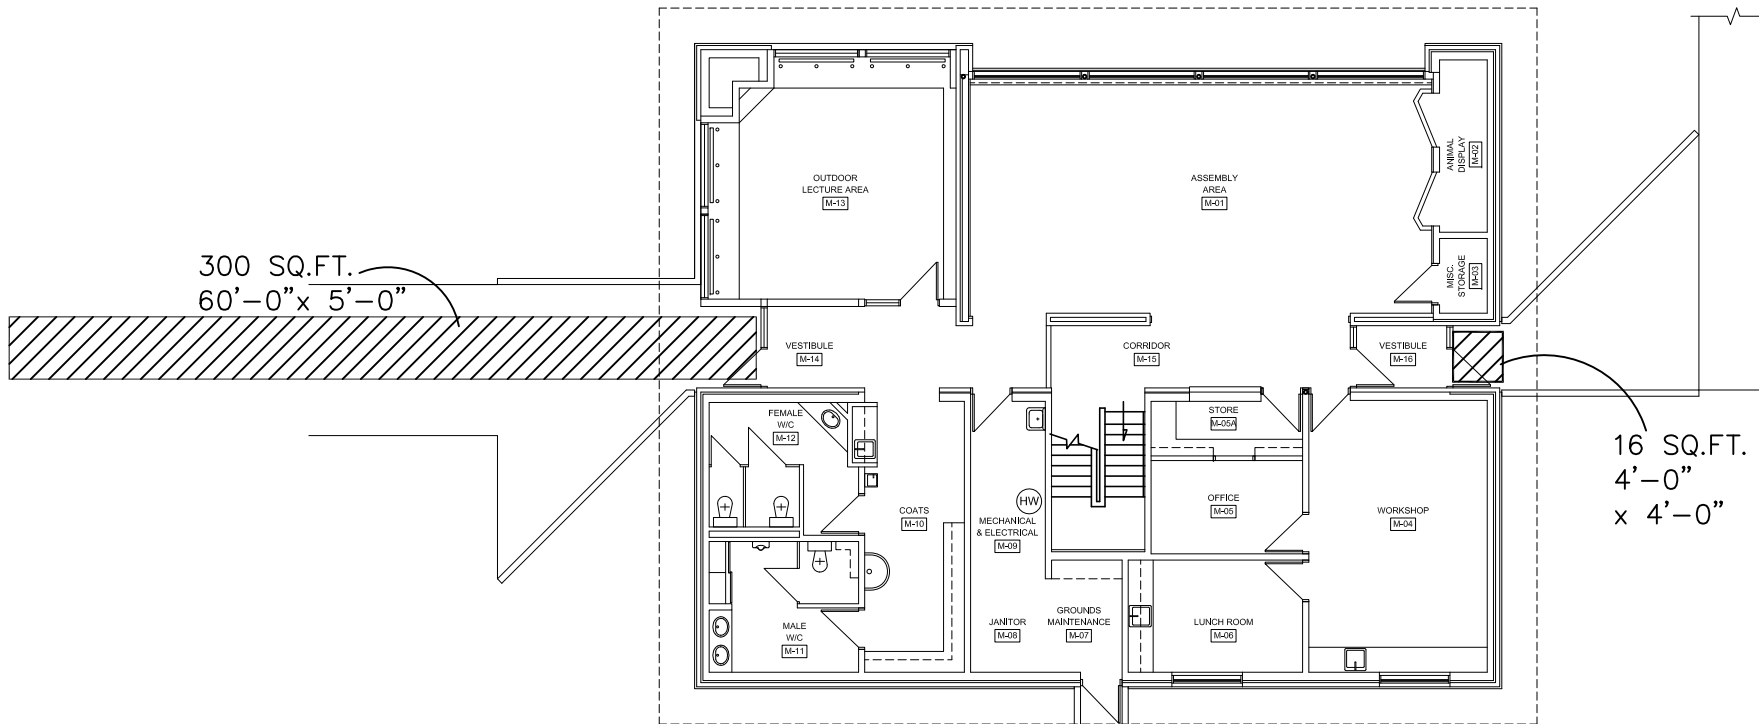 OUTDOOR
LECTURE AREA
M-13
ASSEMBLY
AREA
M-01
ANIMAL
DISPLAY
M-02
MISC.
STORAGE
M-03
300 SQ.FT.
60'-0"x 5'-0"
VESTIBULE
M-14
CORRIDOR
M-15
VESTIBULE
M-16
16 SQ.FT.
4'-0"
x 4'-0"
FEMALE
W/C
M-12
STORE
M-05A
HW
COATS
M-10
MECHANICAL
& ELECTRICAL
M-09
OFFICE
M-05
WORKSHOP
M-04
MALE
W/C
M-11
JANITOR
M-08
GROUNDS
MAINTENANCE
M-07
LUNCH ROOM
M-06